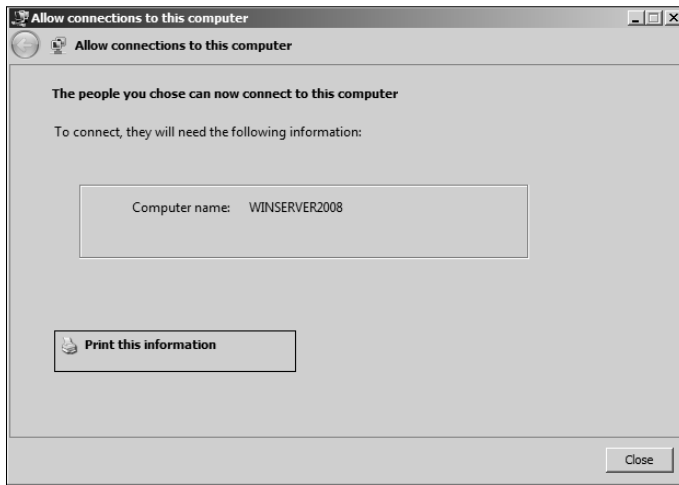 Allow connections to this computer
Allow connections to this computer
The people you chose can now connect to this computer
To connect, they will need the following information:
Computer name: WINSERVER2008
Print this information
Close